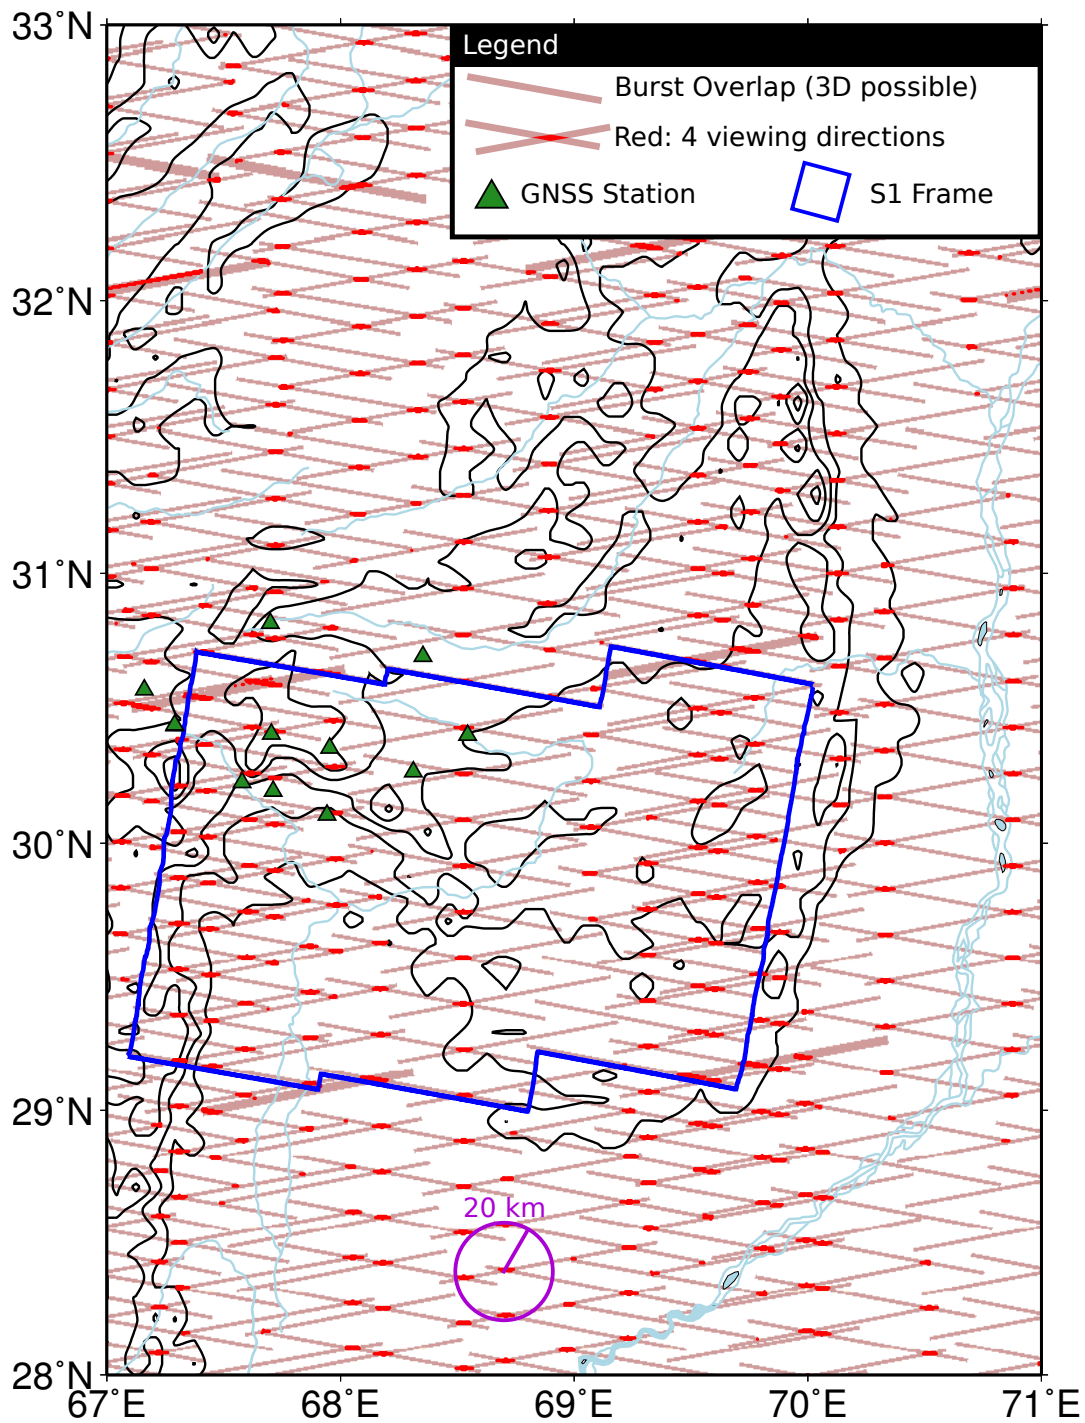 33˚N
Legend
Burst Overlap (3D possible)
Red: 4 viewing directions
GNSS Station
S1 Frame
32˚N
31˚N
30˚N
29˚N
20 km
28˚N
67˚E
68˚E
69˚E
70˚E
71˚E